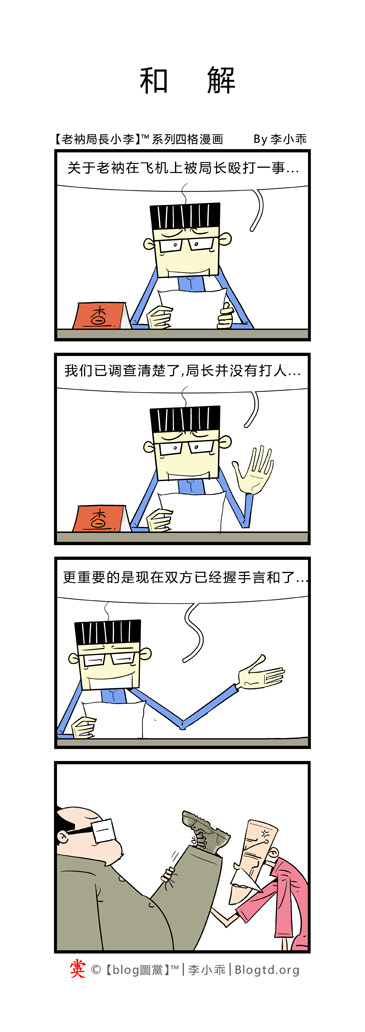 和 解
【老衲局長小李】™系列四格漫画 By 李小乖
关于老衲在飞机上被局长殴打一事...
查
我们已调查清楚了,局长并没有打人...
查
更重要的是现在双方已经握手言和了...
©【blog圖黨】™|李小乖|Blogtd.org